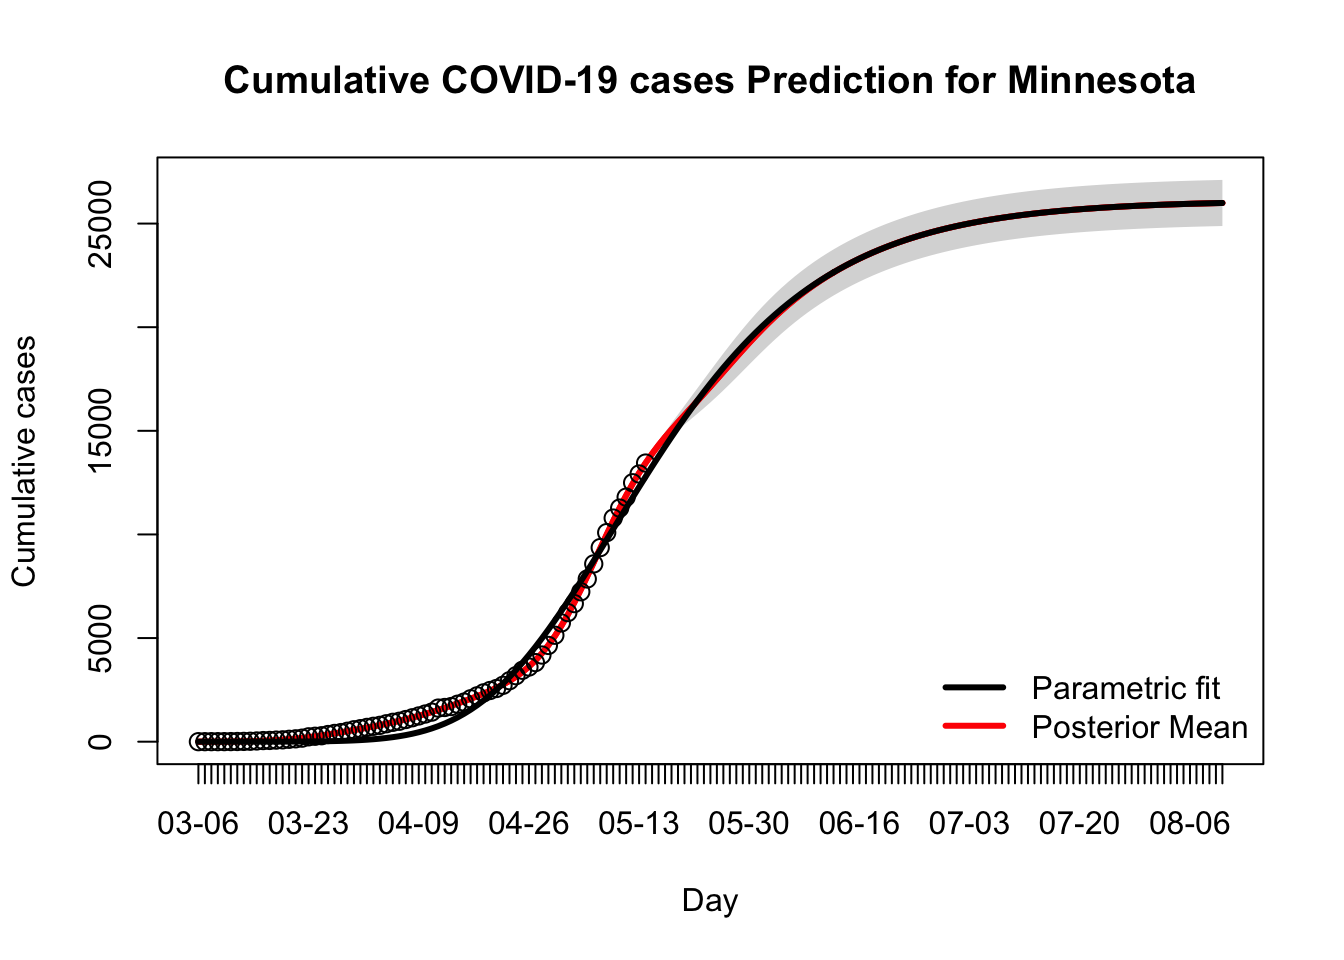 Cumulative COVID-19 cases Prediction for Minnesota
Cumulative cases
25000
15000
5000
0
Parametric fit
Posterior Mean
03-06 03-23 04-09 04-26 05-13 05-30 06-16 07-03 07-20 08-06
Day